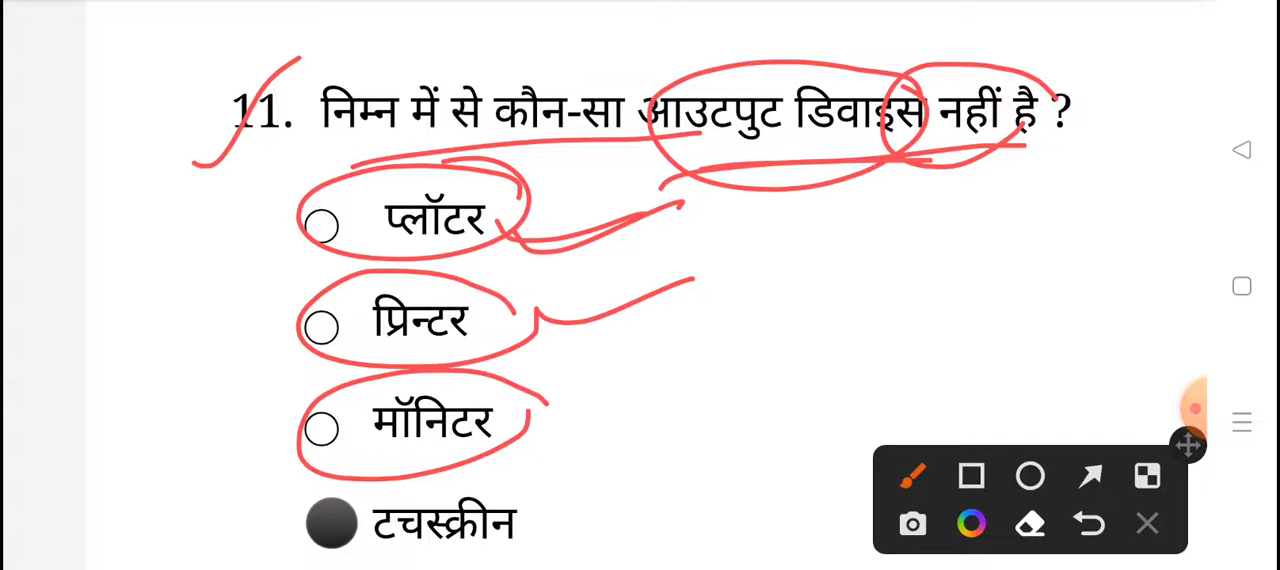 11. निम्न में से कौन-सा आउटपुट डिवाइस नहीं है ?
प्लॉटर
प्रिन्टर
मॉनिटर
टचस्क्रीन